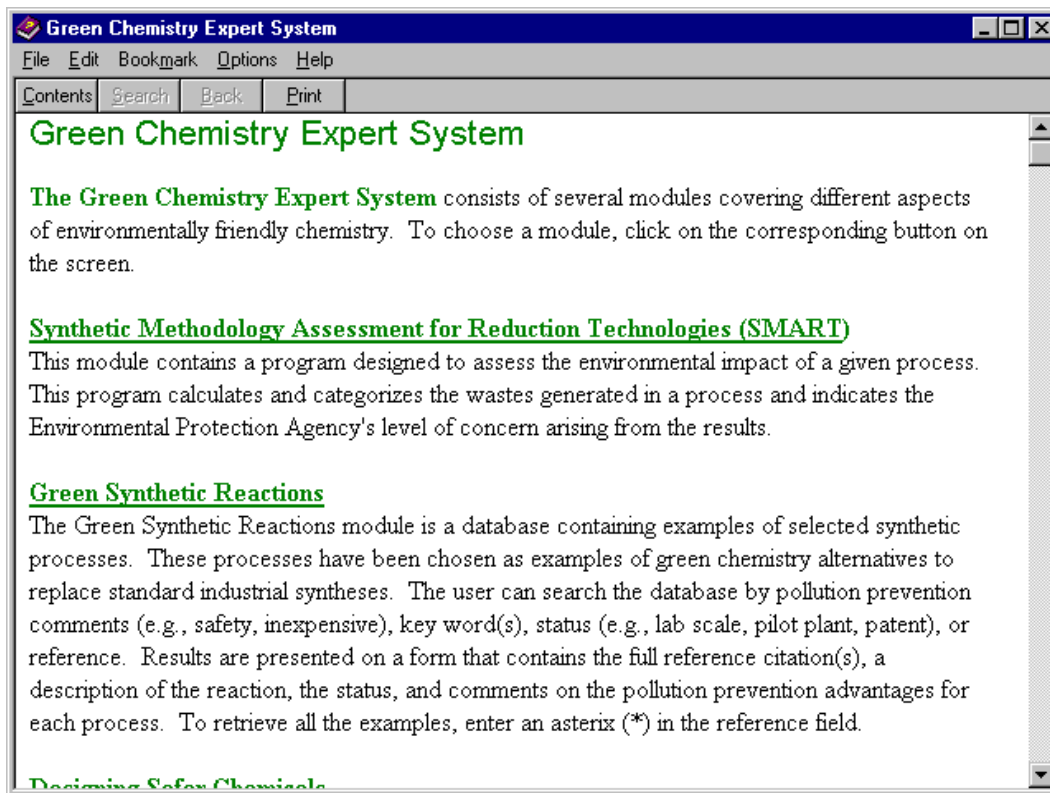 Green Chemistry Expert System
File Edit Bookmark Options Help
Contents Search Back Print
Green Chemistry Expert System
The Green Chemistry Expert System consists of several modules covering different aspects
of environmentally friendly chemistry. To choose a module, click on the corresponding button on
the screen.
Synthetic Methodology Assessment for Reduction Technologies (SMART)
This module contains a program designed to assess the environmental impact of a given process.
This program calculates and categorizes the wastes generated in a process and indicates the
Environmental Protection Agency's level of concern arising from the results.
Green Synthetic Reactions
The Green Synthetic Reactions module is a database containing examples of selected synthetic
processes. These processes have been chosen as examples of green chemistry alternatives to
replace standard industrial syntheses. The user can search the database by pollution prevention
comments (e.g., safety, inexpensive), key word(s), status (e.g., lab scale, pilot plant, patent), or
reference. Results are presented on a form that contains the full reference citation(s), a
description of the reaction, the status, and comments on the pollution prevention advantages for
each process. To retrieve all the examples, enter an asterix (*) in the reference field.
Designing Safer Chemicals